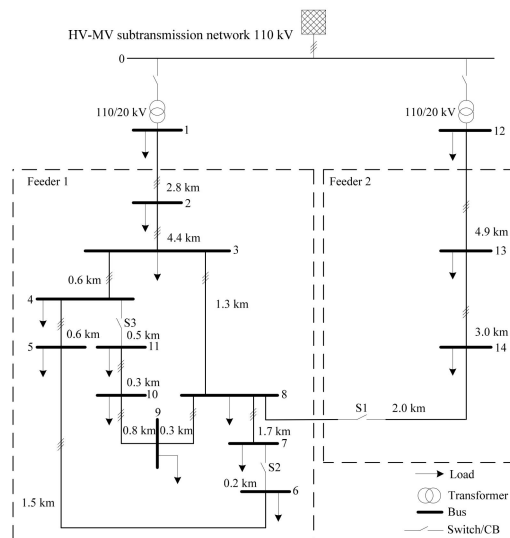 HV-MV subtransmission network 110 kV
0
110/20 kV
110/20 kV
1
12
Feeder 1
Feeder 2
2.8 km
2
4.9 km
4.4 km
3
13
0.6 km
1.3 km
4
S3
0.6 km
0.5 km
3.0 km
5
11
14
0.3 km
10
9
8
S1
2.0 km
0.8 km
0.3 km
1.7 km
7
S2
0.2 km
6
1.5 km
Load
Transformer
Bus
Switch/CB